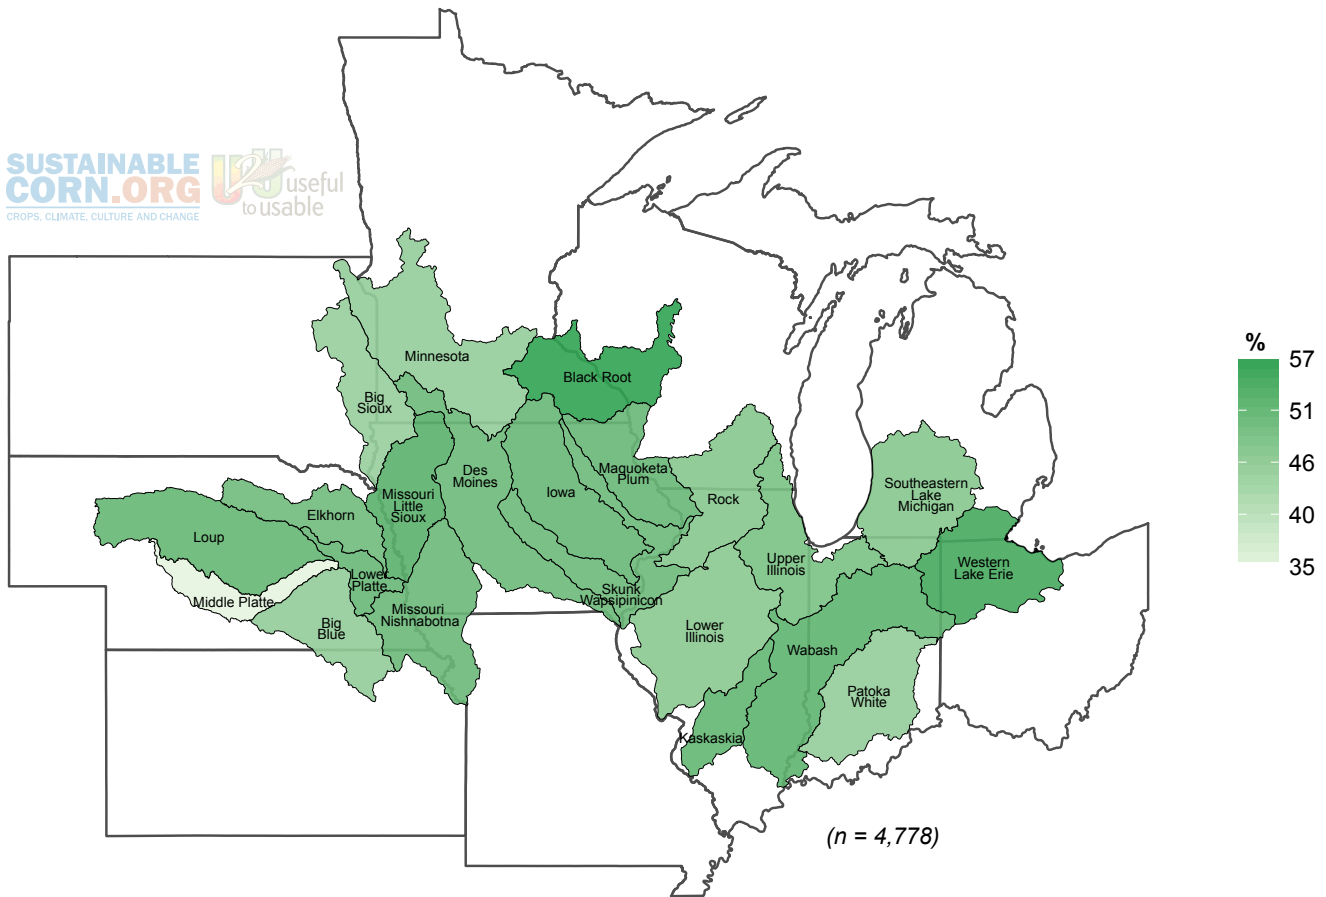 SUSTAINABLE
CORN.ORG
CROPS, CLIMATE, CULTURE AND CHANGE
U2U useful
to usable
Minnesota
Black Root
Big
Sioux
Des
Moines
Iowa
Maquoketa
Plum
Rock
Southeastern
Lake
Michigan
Missouri
Little
Sioux
Elkhorn
Loup
Lower
Platte
Middle Platte
Big
Blue
Missouri
Nishnabotna
Skunk
Wapsipinicon
Upper
Illinois
Western
Lake Erie
Lower
Illinois
Wabash
Patoka
White
Kaskaskia
(n = 4,778)
%
57
51
46
40
35